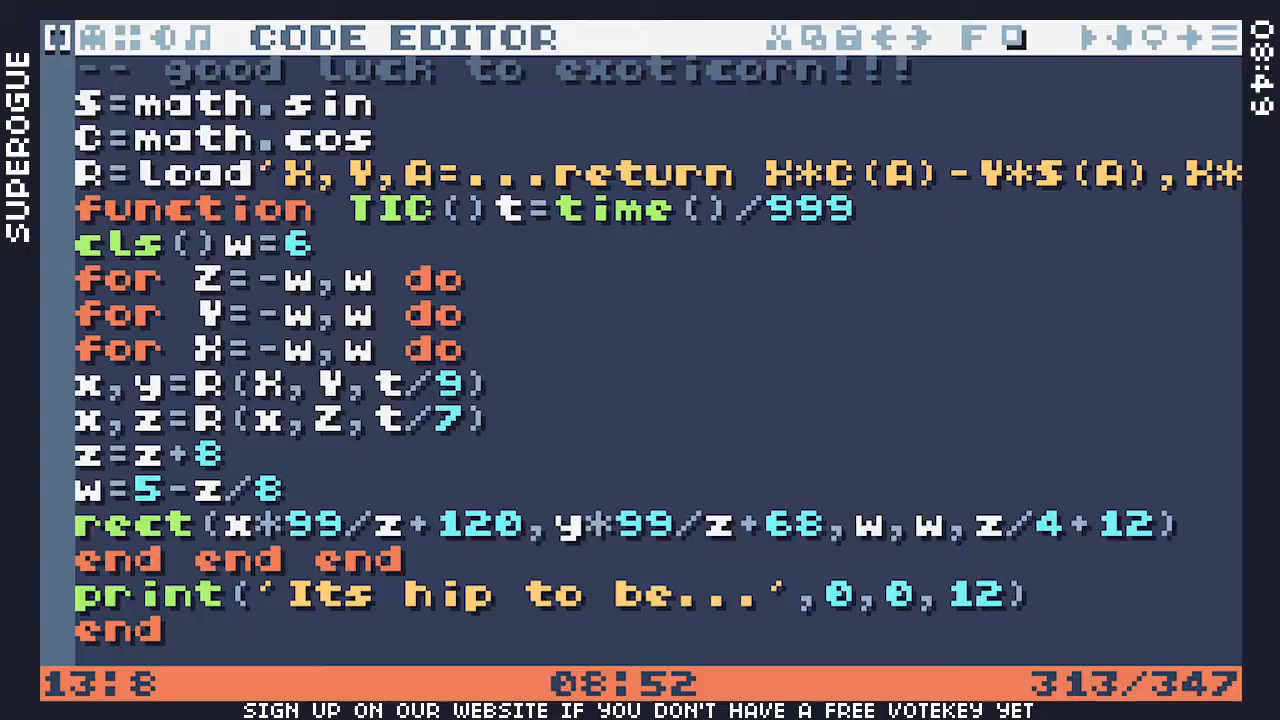 CODE EDITOR
F
-- good luck to exoticorn!!!
S=math.sin
C=math.cos
R=load'X,Y,A=...return X*C(A)-Y*S(A),X*
function TIC()t=time()/999
cls()w=6
for Z=-w,w do
for Y=-w,w do
for X=-w,w do
x,y=R(X,Y,t/9)
x,z=R(x,Z,t/7)
z=z+8
w=5-z/8
rect(x*99/z+120,y*99/z+68,w,w,z/4+12)
end end end
print('Its hip to be...',0,0,12)
end
13:8 08:52 313/347
SUPEROGUE
08:49
SIGN UP ON OUR WEBSITE IF YOU DON'T HAVE A FREE VOTEKEY YET